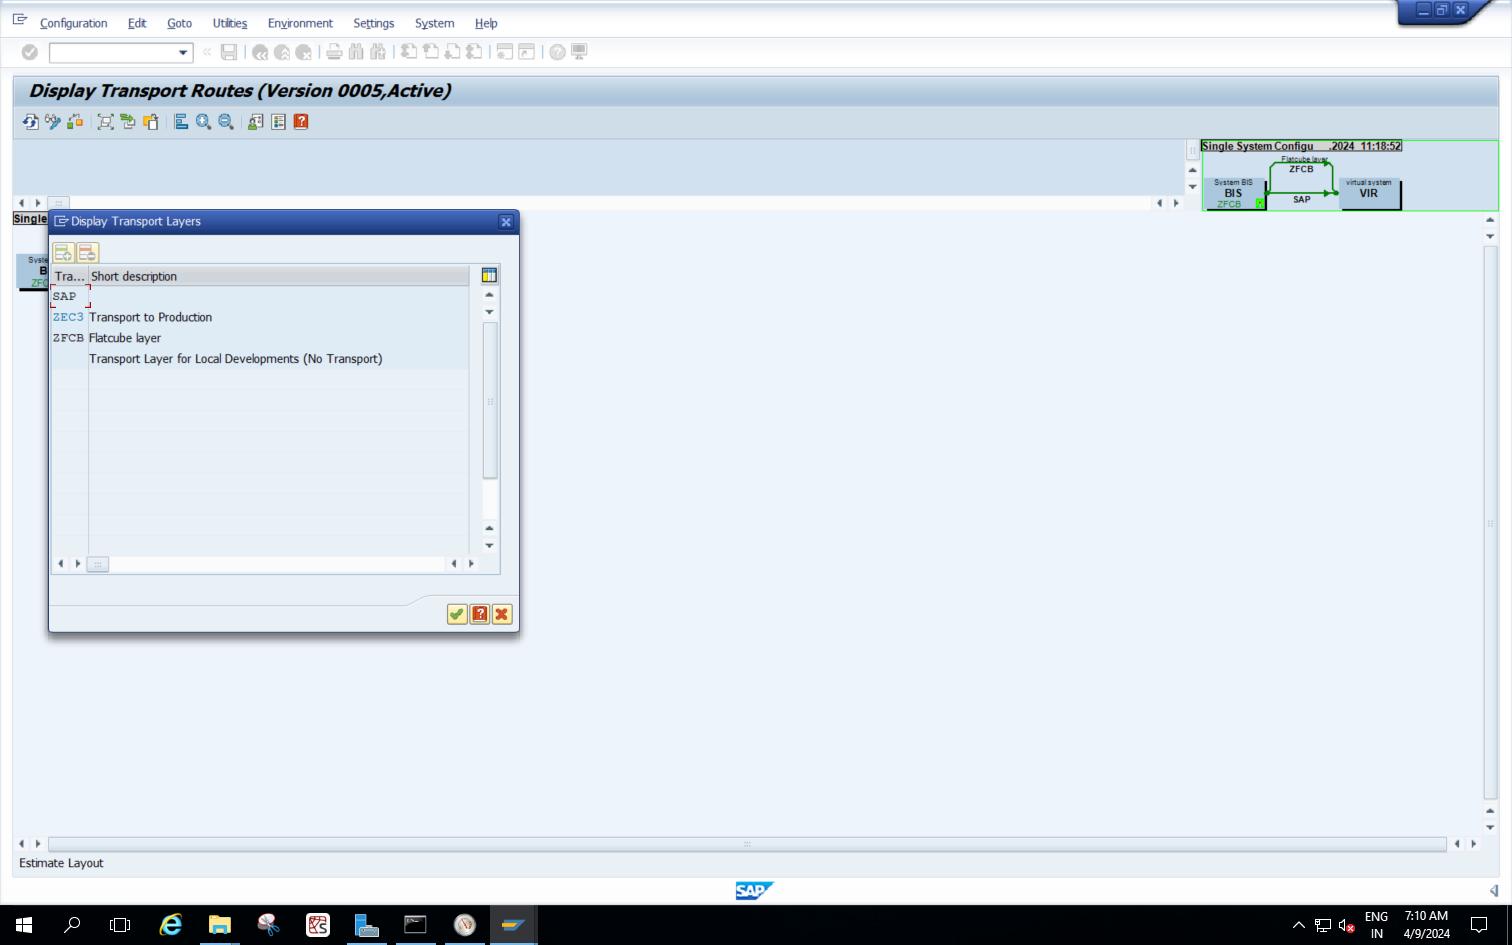 Configuration Edit Goto Utilities Environment Settings System Help
Display Transport Routes (Version 0005,Active)
Single System Configu .2024 11:18:52
Flatcube layer
ZFCB
System BIS
BIS
ZFCB
SAP
virtual system
VIR
Single
Syste
B
ZFC
Display Transport Layers
Tra... Short description
SAP
ZEC3 Transport to Production
ZFCB Flatcube layer
Transport Layer for Local Developments (No Transport)
Estimate Layout
SAP
ENG
IN
7:10 AM
4/9/2024